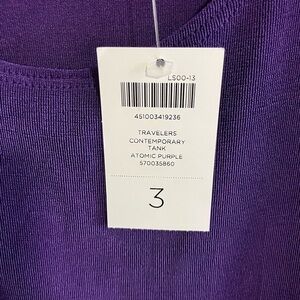 LS00-13
451003419236
TRAVELERS
CONTEMPORARY
TANK
ATOMIC PURPLE
570035860
3